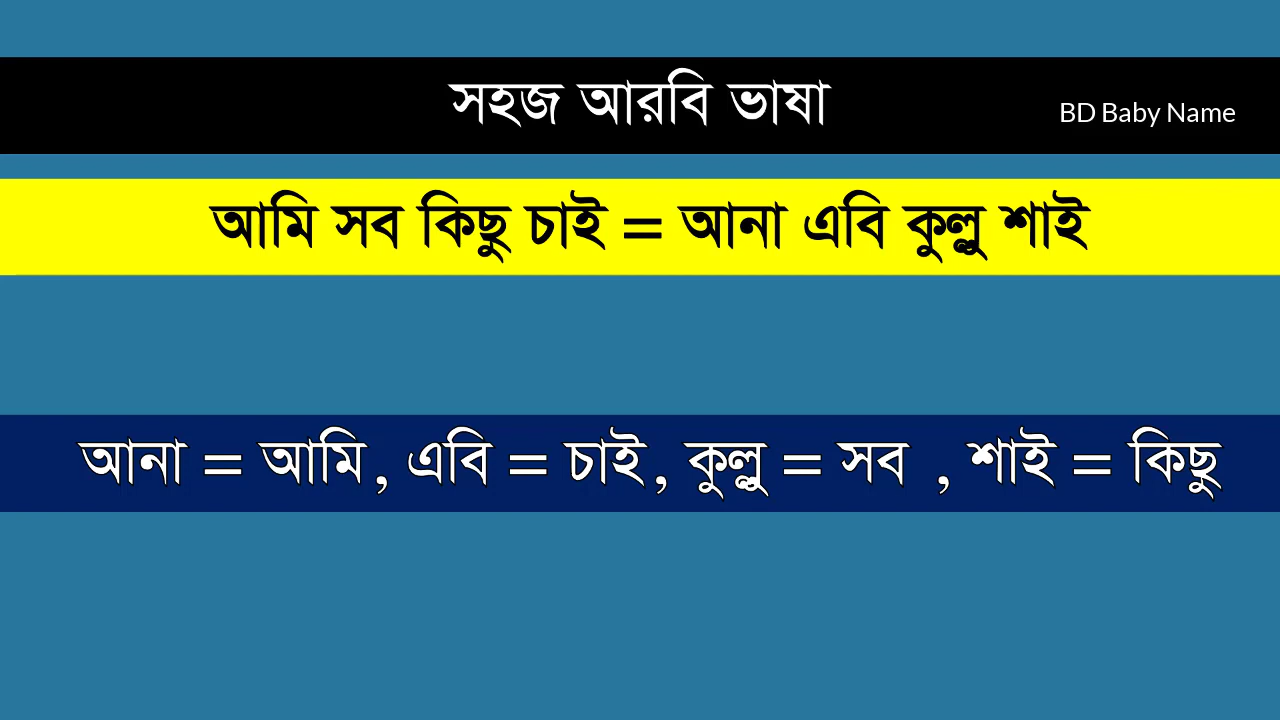 সহজ আরবি ভাষা
BD Baby Name
আমি সব কিছু চাই = আনা এবি কুল্লু শাই
আনা = আমি, এবি = চাই, কুল্লু = সব , শাই = কিছু